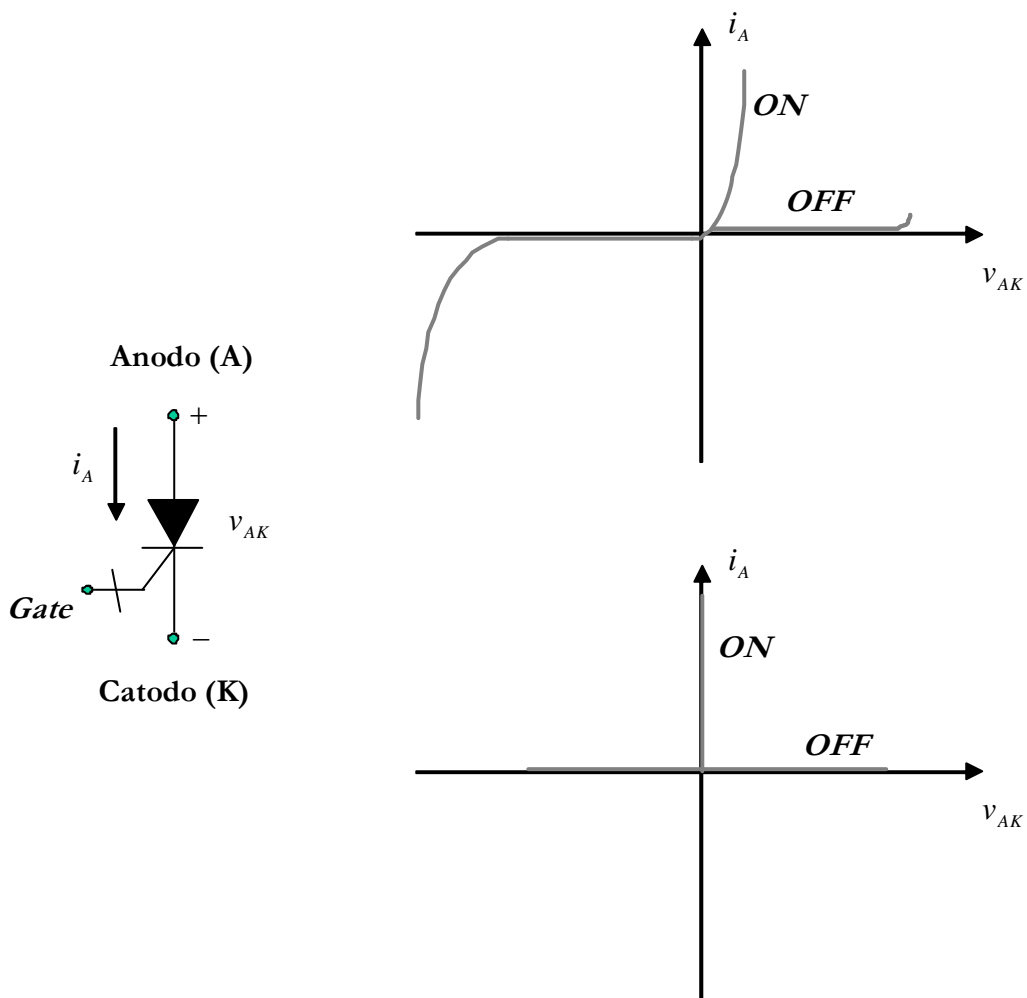 i_A
ON
OFF
v_AK
Anodo (A)
+
i_A
v_AK
Gate
−
Catodo (K)
i_A
ON
OFF
v_AK